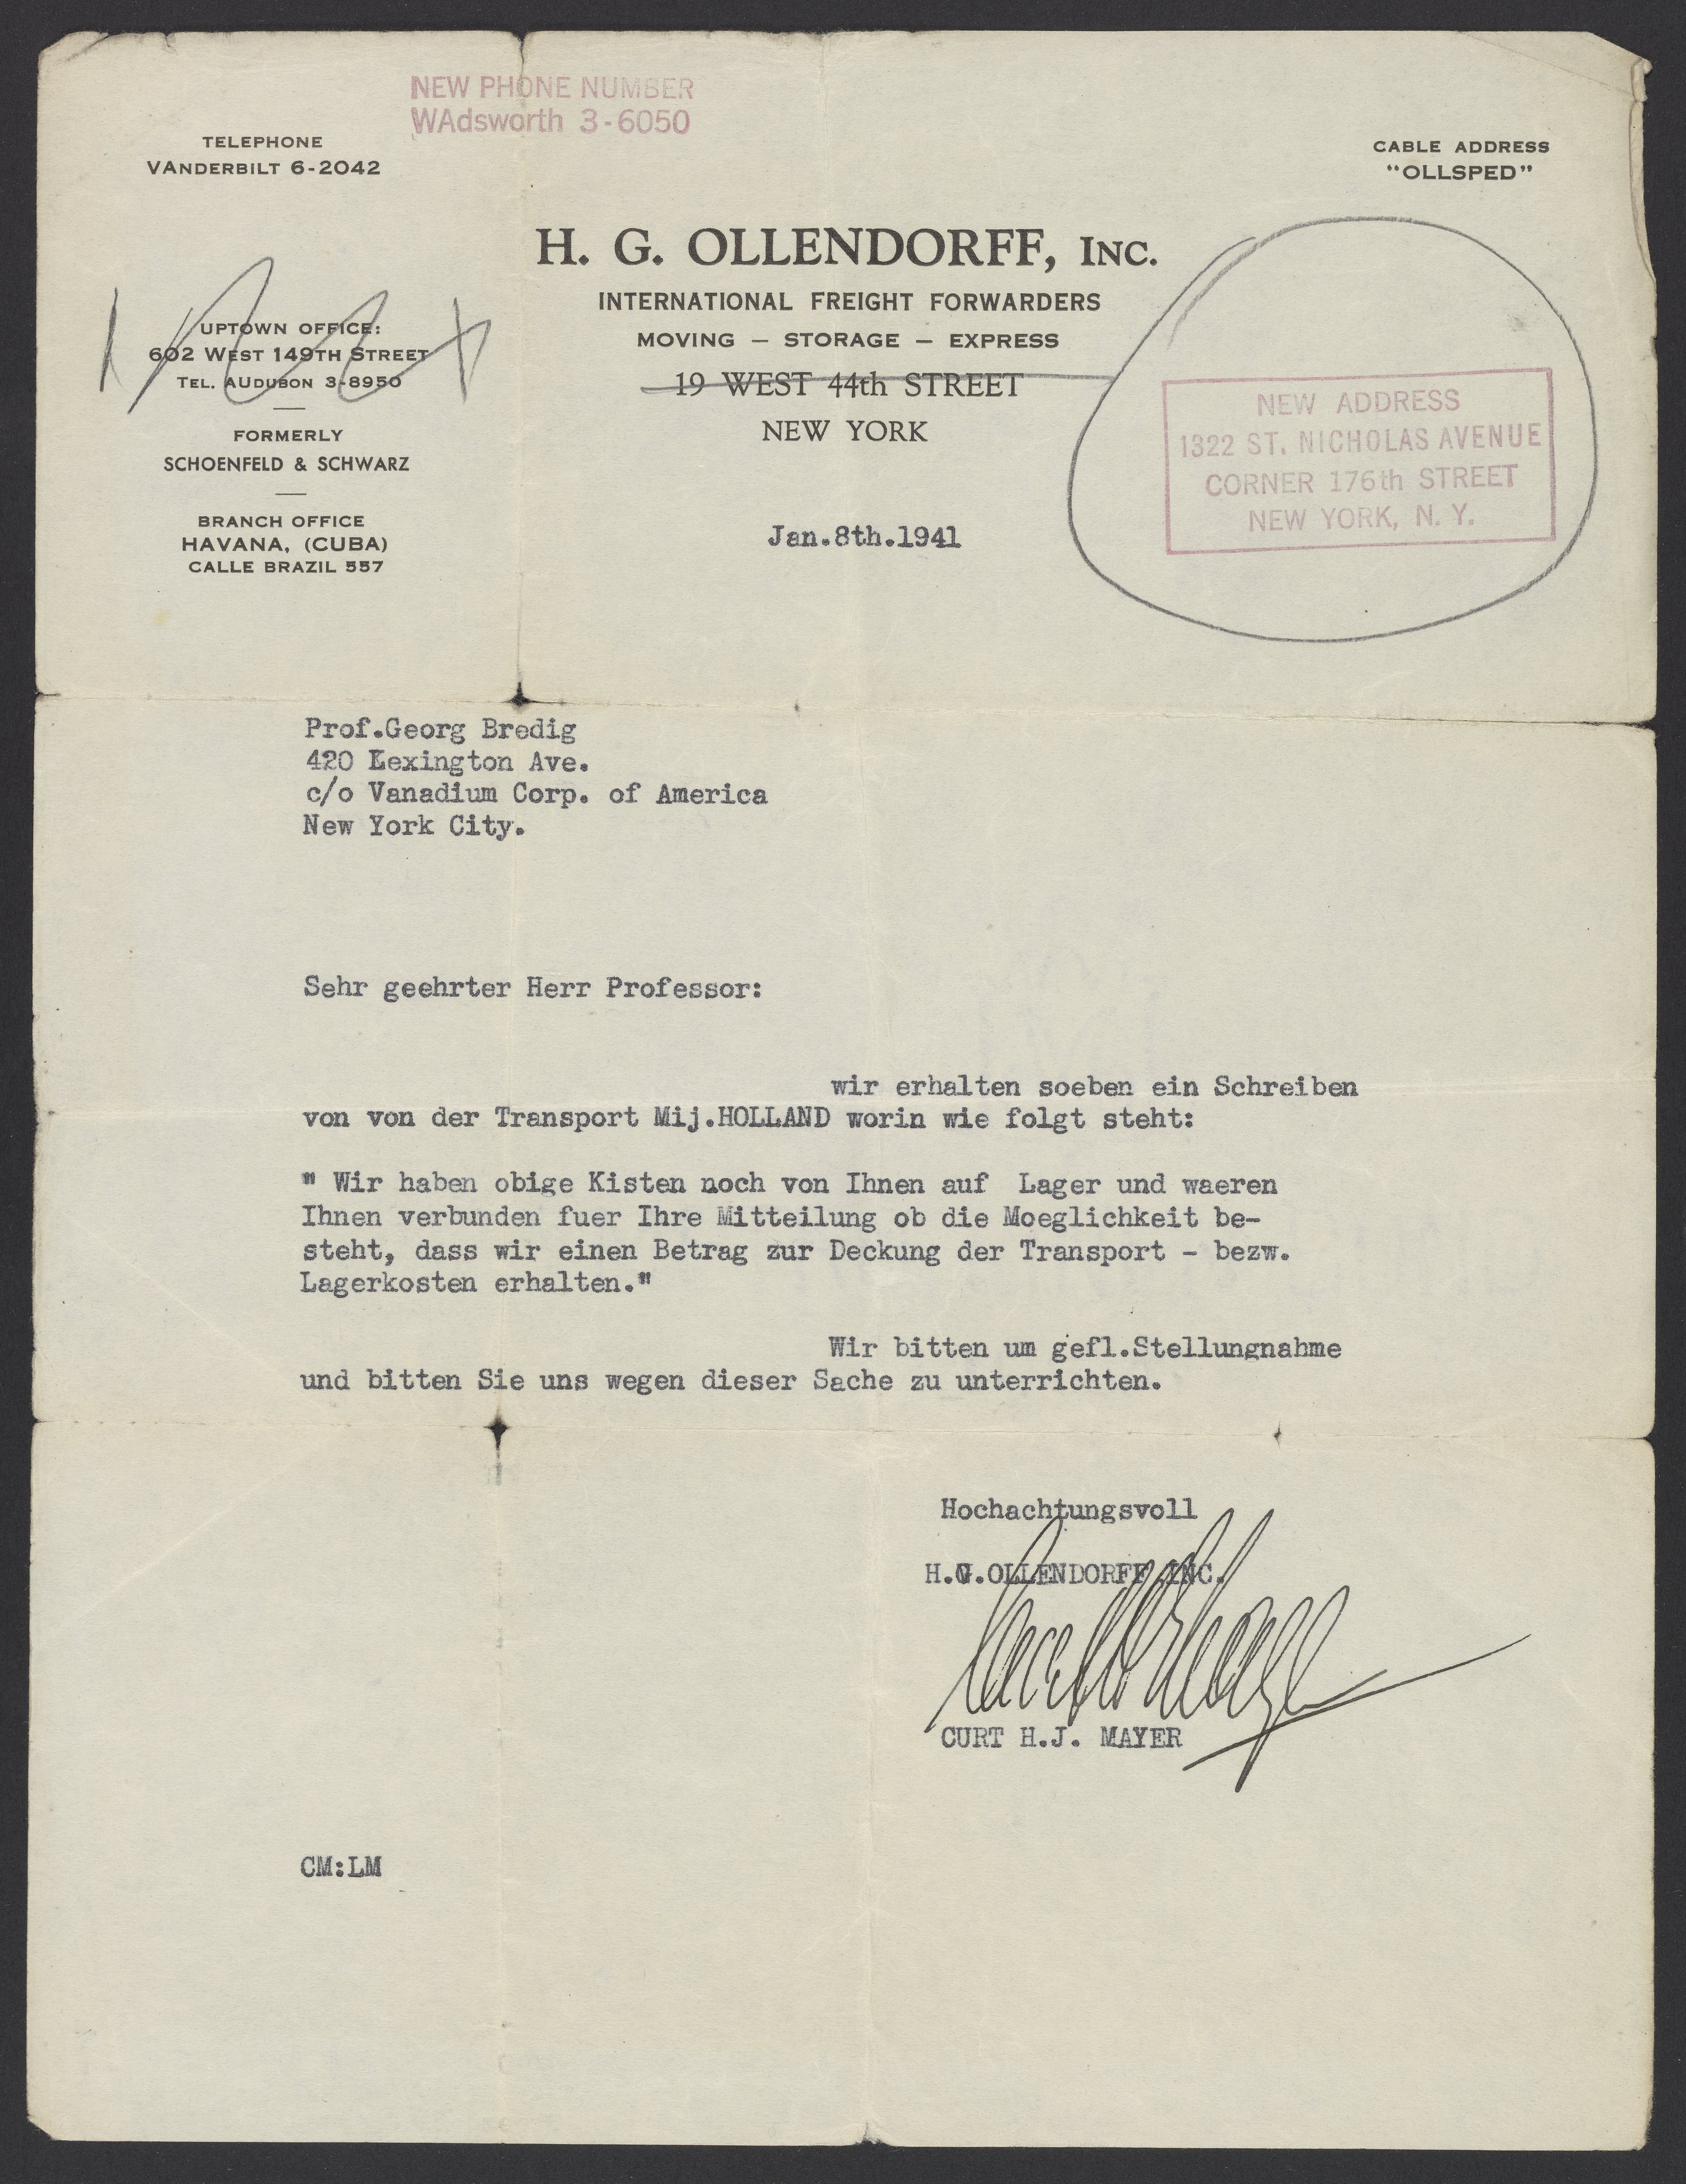 NEW PHONE NUMBER
WAdsworth 3-6050
TELEPHONE
VANDERBILT 6-2042
CABLE ADDRESS
"OLLSPED"
H. G. OLLENDORFF, INC.
INTERNATIONAL FREIGHT FORWARDERS
MOVING — STORAGE — EXPRESS
19 WEST 44th STREET
NEW YORK
UPTOWN OFFICE:
602 WEST 149TH STREET
TEL. AUDUBON 3-8950
FORMERLY
SCHOENFELD & SCHWARZ
BRANCH OFFICE
HAVANA, (CUBA)
CALLE BRAZIL 557
NEW ADDRESS
1322 ST. NICHOLAS AVENUE
CORNER 176th STREET
NEW YORK, N. Y.
Jan.8th.1941
Prof.Georg Bredig
420 Lexington Ave.
c/o Vanadium Corp. of America
New York City.
Sehr geehrter Herr Professor:
wir erhalten soeben ein Schreiben
von von der Transport Mij.HOLLAND worin wie folgt steht:
" Wir haben obige Kisten noch von Ihnen auf Lager und waeren
Ihnen verbunden fuer Ihre Mitteilung ob die Moeglichkeit be-
steht, dass wir einen Betrag zur Deckung der Transport - bezw.
Lagerkosten erhalten."
Wir bitten um gefl.Stellungnahme
und bitten Sie uns wegen dieser Sache zu unterrichten.
Hochachtungsvoll
H.G.OLLENDORFF INC.
CURT H.J. MAYER
CM:LM